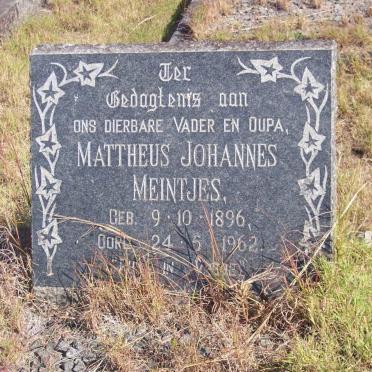 Ter
Gedagtenis aan
ONS DIERBARE VADER EN OUPA,
MATTHEUS JOHANNES
MEINTJES,
GEB. 9·10·1896,
OORL. 24·5·1962.
IN